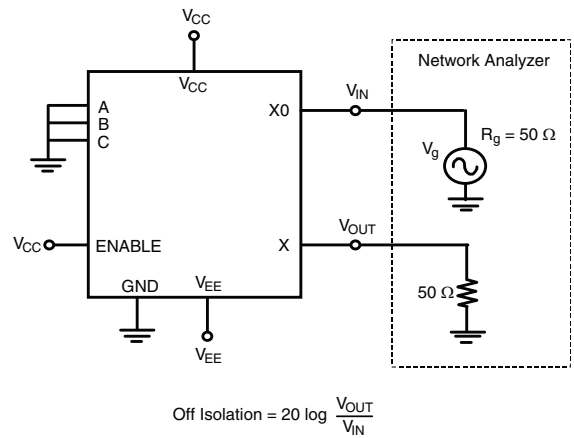 VCC
VCC
Network Analyzer
A
B
C
X0
VIN
Vg
Rg = 50 Ω
VCC
ENABLE
X
VOUT
50 Ω
GND
VEE
VEE
Off Isolation = 20 log VOUT
VIN